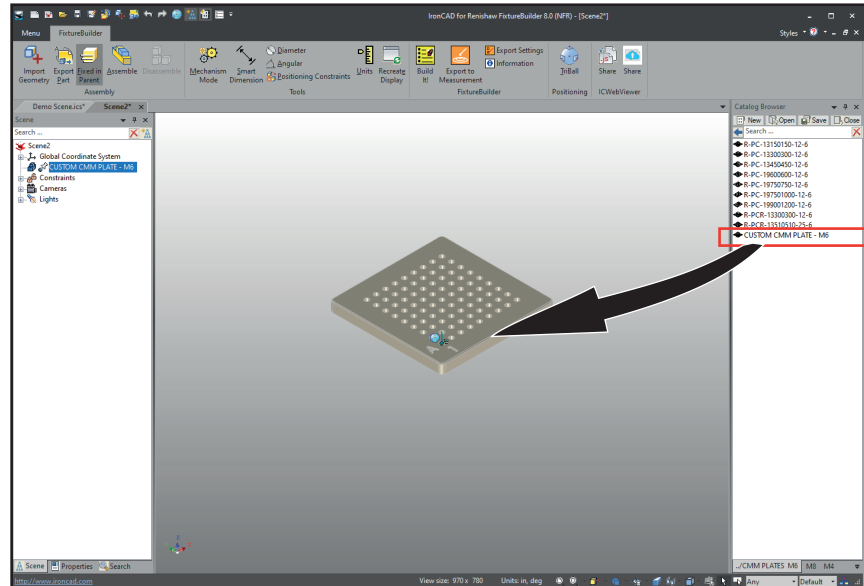 IronCAD for Renishaw FixtureBuilder 8.0 (NFR) - [Scene2*]
Menu FixtureBuilder Styles
Import Geometry Export Part Fixed in Parent Assemble Disassemble
Assembly
Mechanism Mode Smart Dimension Diameter Angular Positioning Constraints Units Recreate Display
Tools
Build It! Export to Measurement Export Settings Information
FixtureBuilder
TriBall
Positioning
Share Share
ICWebViewer
Demo Scene.ics* Scene2* ×
Scene
Search ...
Scene2
Global Coordinate System
CUSTOM CMM PLATE - M6
Constraints
Cameras
Lights
Catalog Browser
New Open Save Close
Search ...
R-PC-13150150-12-6
R-PC-13300300-12-6
R-PC-13450450-12-6
R-PC-19600600-12-6
R-PC-19750750-12-6
R-PC-197501000-12-6
R-PC-199001200-12-6
R-PCR-13300300-12-6
R-PCR-13510510-25-6
CUSTOM CMM PLATE - M6
A 1
Scene Properties Search
../CMM PLATES M6 M8 M4
http://www.ironcad.com View size: 970 x 780 Units: in, deg Any Default